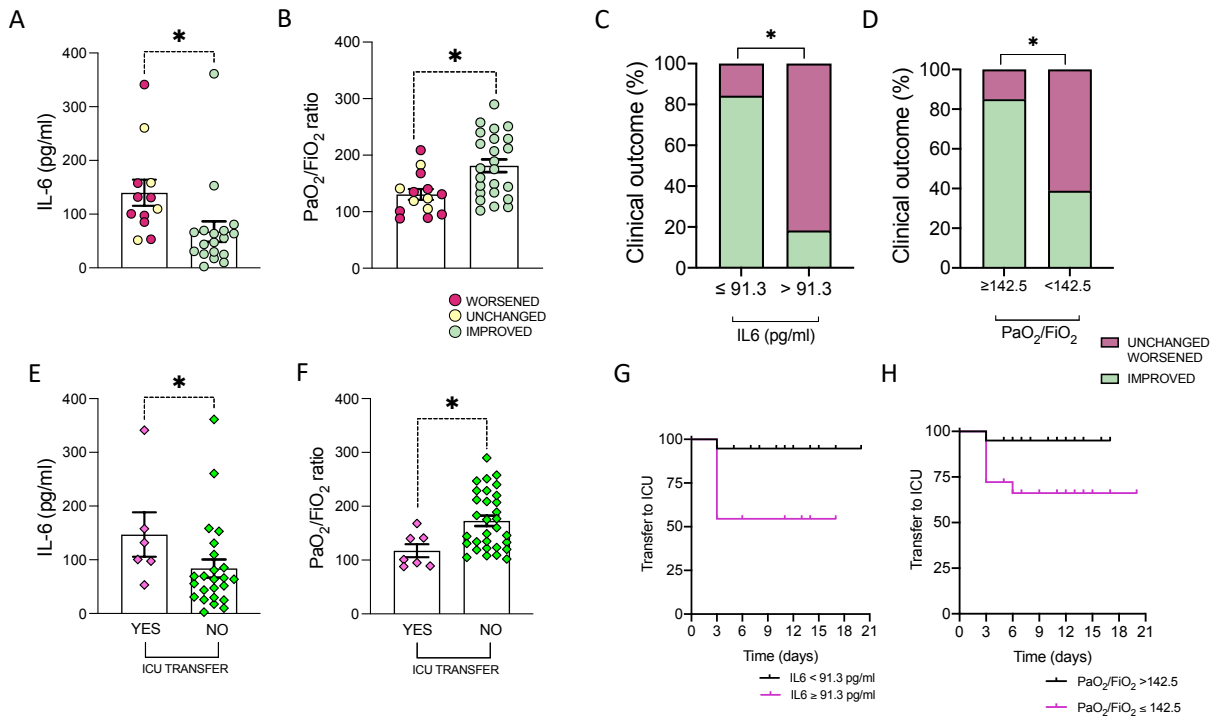 A
*
IL-6 (pg/ml)
400
300
200
100
0
B
*
PaO₂/FiO₂ ratio
400
300
200
100
0
WORSENED
UNCHANGED
IMPROVED
C
*
Clinical outcome (%)
100
80
60
40
20
0
≤ 91.3 > 91.3
IL6 (pg/ml)
D
*
Clinical outcome (%)
100
80
60
40
20
0
≥142.5 <142.5
PaO₂/FiO₂
UNCHANGED
WORSENED
IMPROVED
E
*
IL-6 (pg/ml)
400
300
200
100
0
YES NO
ICU TRANSFER
F
*
PaO₂/FiO₂ ratio
400
300
200
100
0
YES NO
ICU TRANSFER
G
Transfer to ICU
100
75
50
25
0
0 3 6 9 12 15 18 21
Time (days)
IL6 < 91.3 pg/ml
IL6 ≥ 91.3 pg/ml
H
Transfer to ICU
100
75
50
25
0
0 3 6 9 12 15 18 21
Time (days)
PaO₂/FiO₂ >142.5
PaO₂/FiO₂ ≤ 142.5